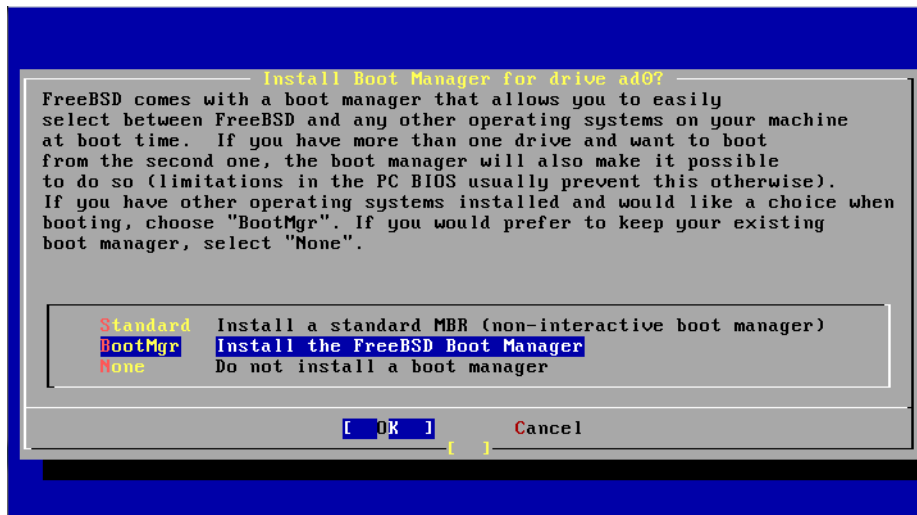 Install Boot Manager for drive ad0?
FreeBSD comes with a boot manager that allows you to easily
select between FreeBSD and any other operating systems on your machine
at boot time.  If you have more than one drive and want to boot
from the second one, the boot manager will also make it possible
to do so (limitations in the PC BIOS usually prevent this otherwise).
If you have other operating systems installed and would like a choice when
booting, choose "BootMgr". If you would prefer to keep your existing
boot manager, select "None".
Standard  Install a standard MBR (non-interactive boot manager)
BootMgr  Install the FreeBSD Boot Manager
None  Do not install a boot manager
[  OK  ]  Cancel
[  ]